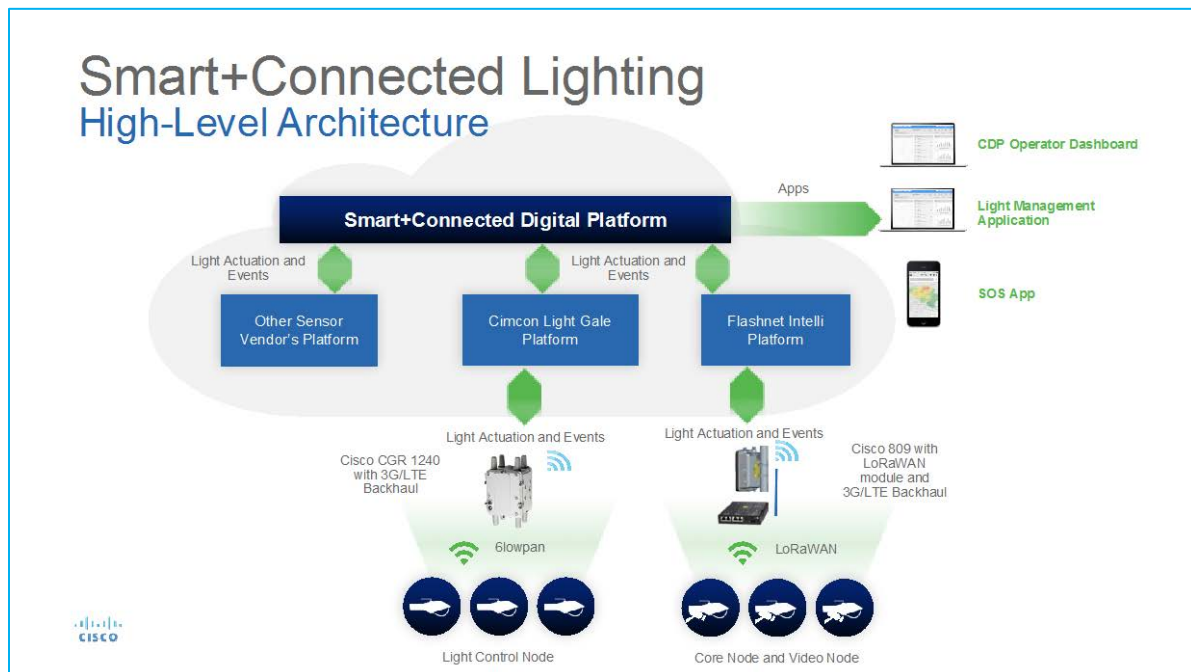 Smart+Connected Lighting
High-Level Architecture
CDP Operator Dashboard
Apps
Smart+Connected Digital Platform
Light Management
Application
Light Actuation and
Events
Light Actuation and
Events
SOS App
Other Sensor
Vendor's Platform
Cimcon Light Gale
Platform
Flashnet Intelli
Platform
Light Actuation and Events
Light Actuation and Events
Cisco CGR 1240
with 3G/LTE
Backhaul
Cisco 809 with
LoRaWAN
module and
3G/LTE Backhaul
6lowpan
LoRaWAN
CISCO
Light Control Node
Core Node and Video Node